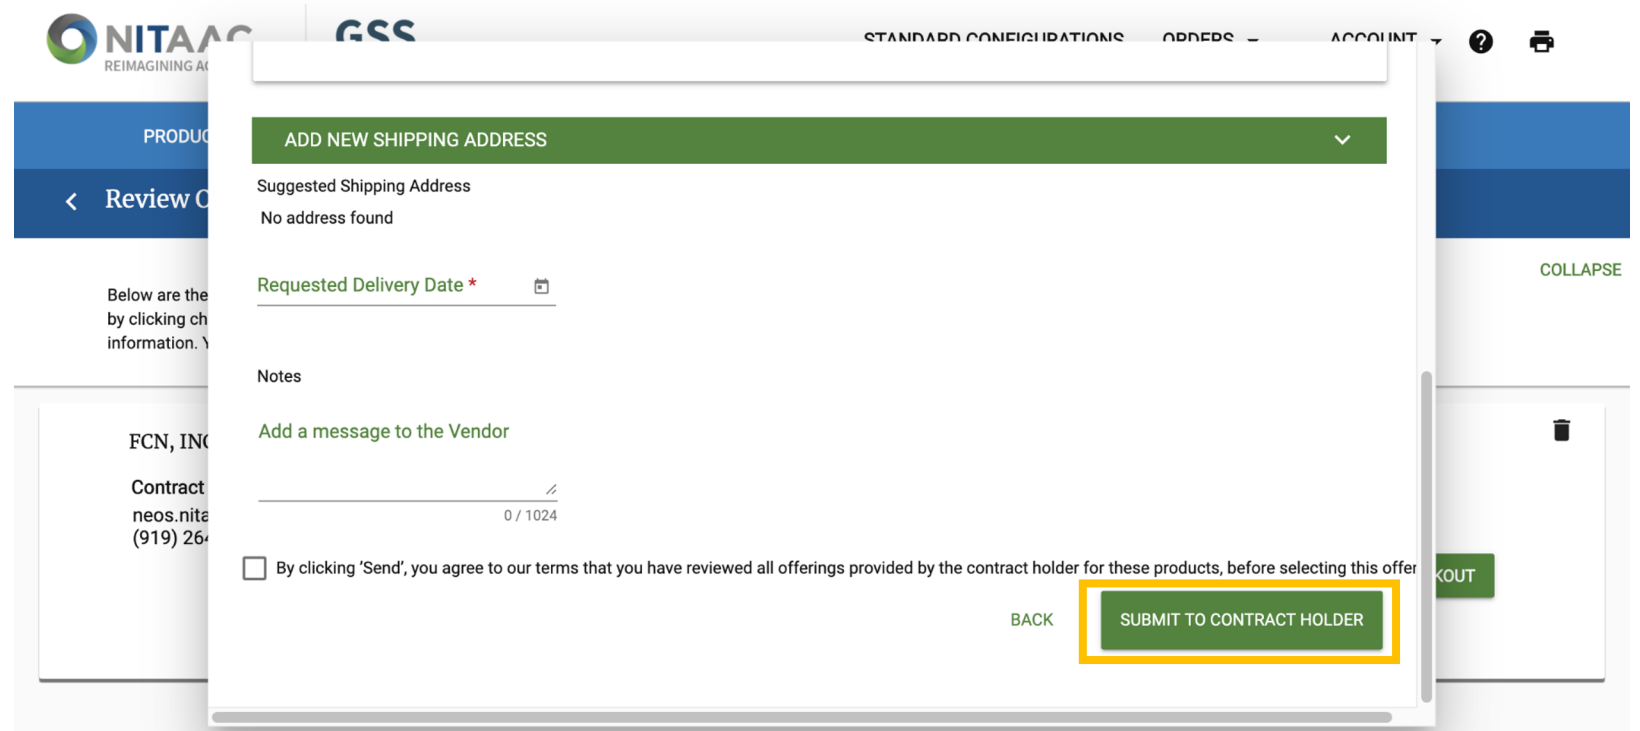 NITAAC
GSS
STANDARD CONFIGURATIONS
ORDERS
ACCOUNT
REIMAGINING
PRODUC
ADD NEW SHIPPING ADDRESS
Suggested Shipping Address
Review
No address found
COLLAPSE
Requested Delivery Date *
Below are the
by clicking ch
information.
Notes
Add a message to the Vendor
FCN, INC
Contract
neos.nita
0 / 1024
(919) 264
By clicking 'Send', you agree to our terms that you have reviewed all offerings provided by the contract holder for these products, before selecting this offer
KOUT
BACK
SUBMIT TO CONTRACT HOLDER